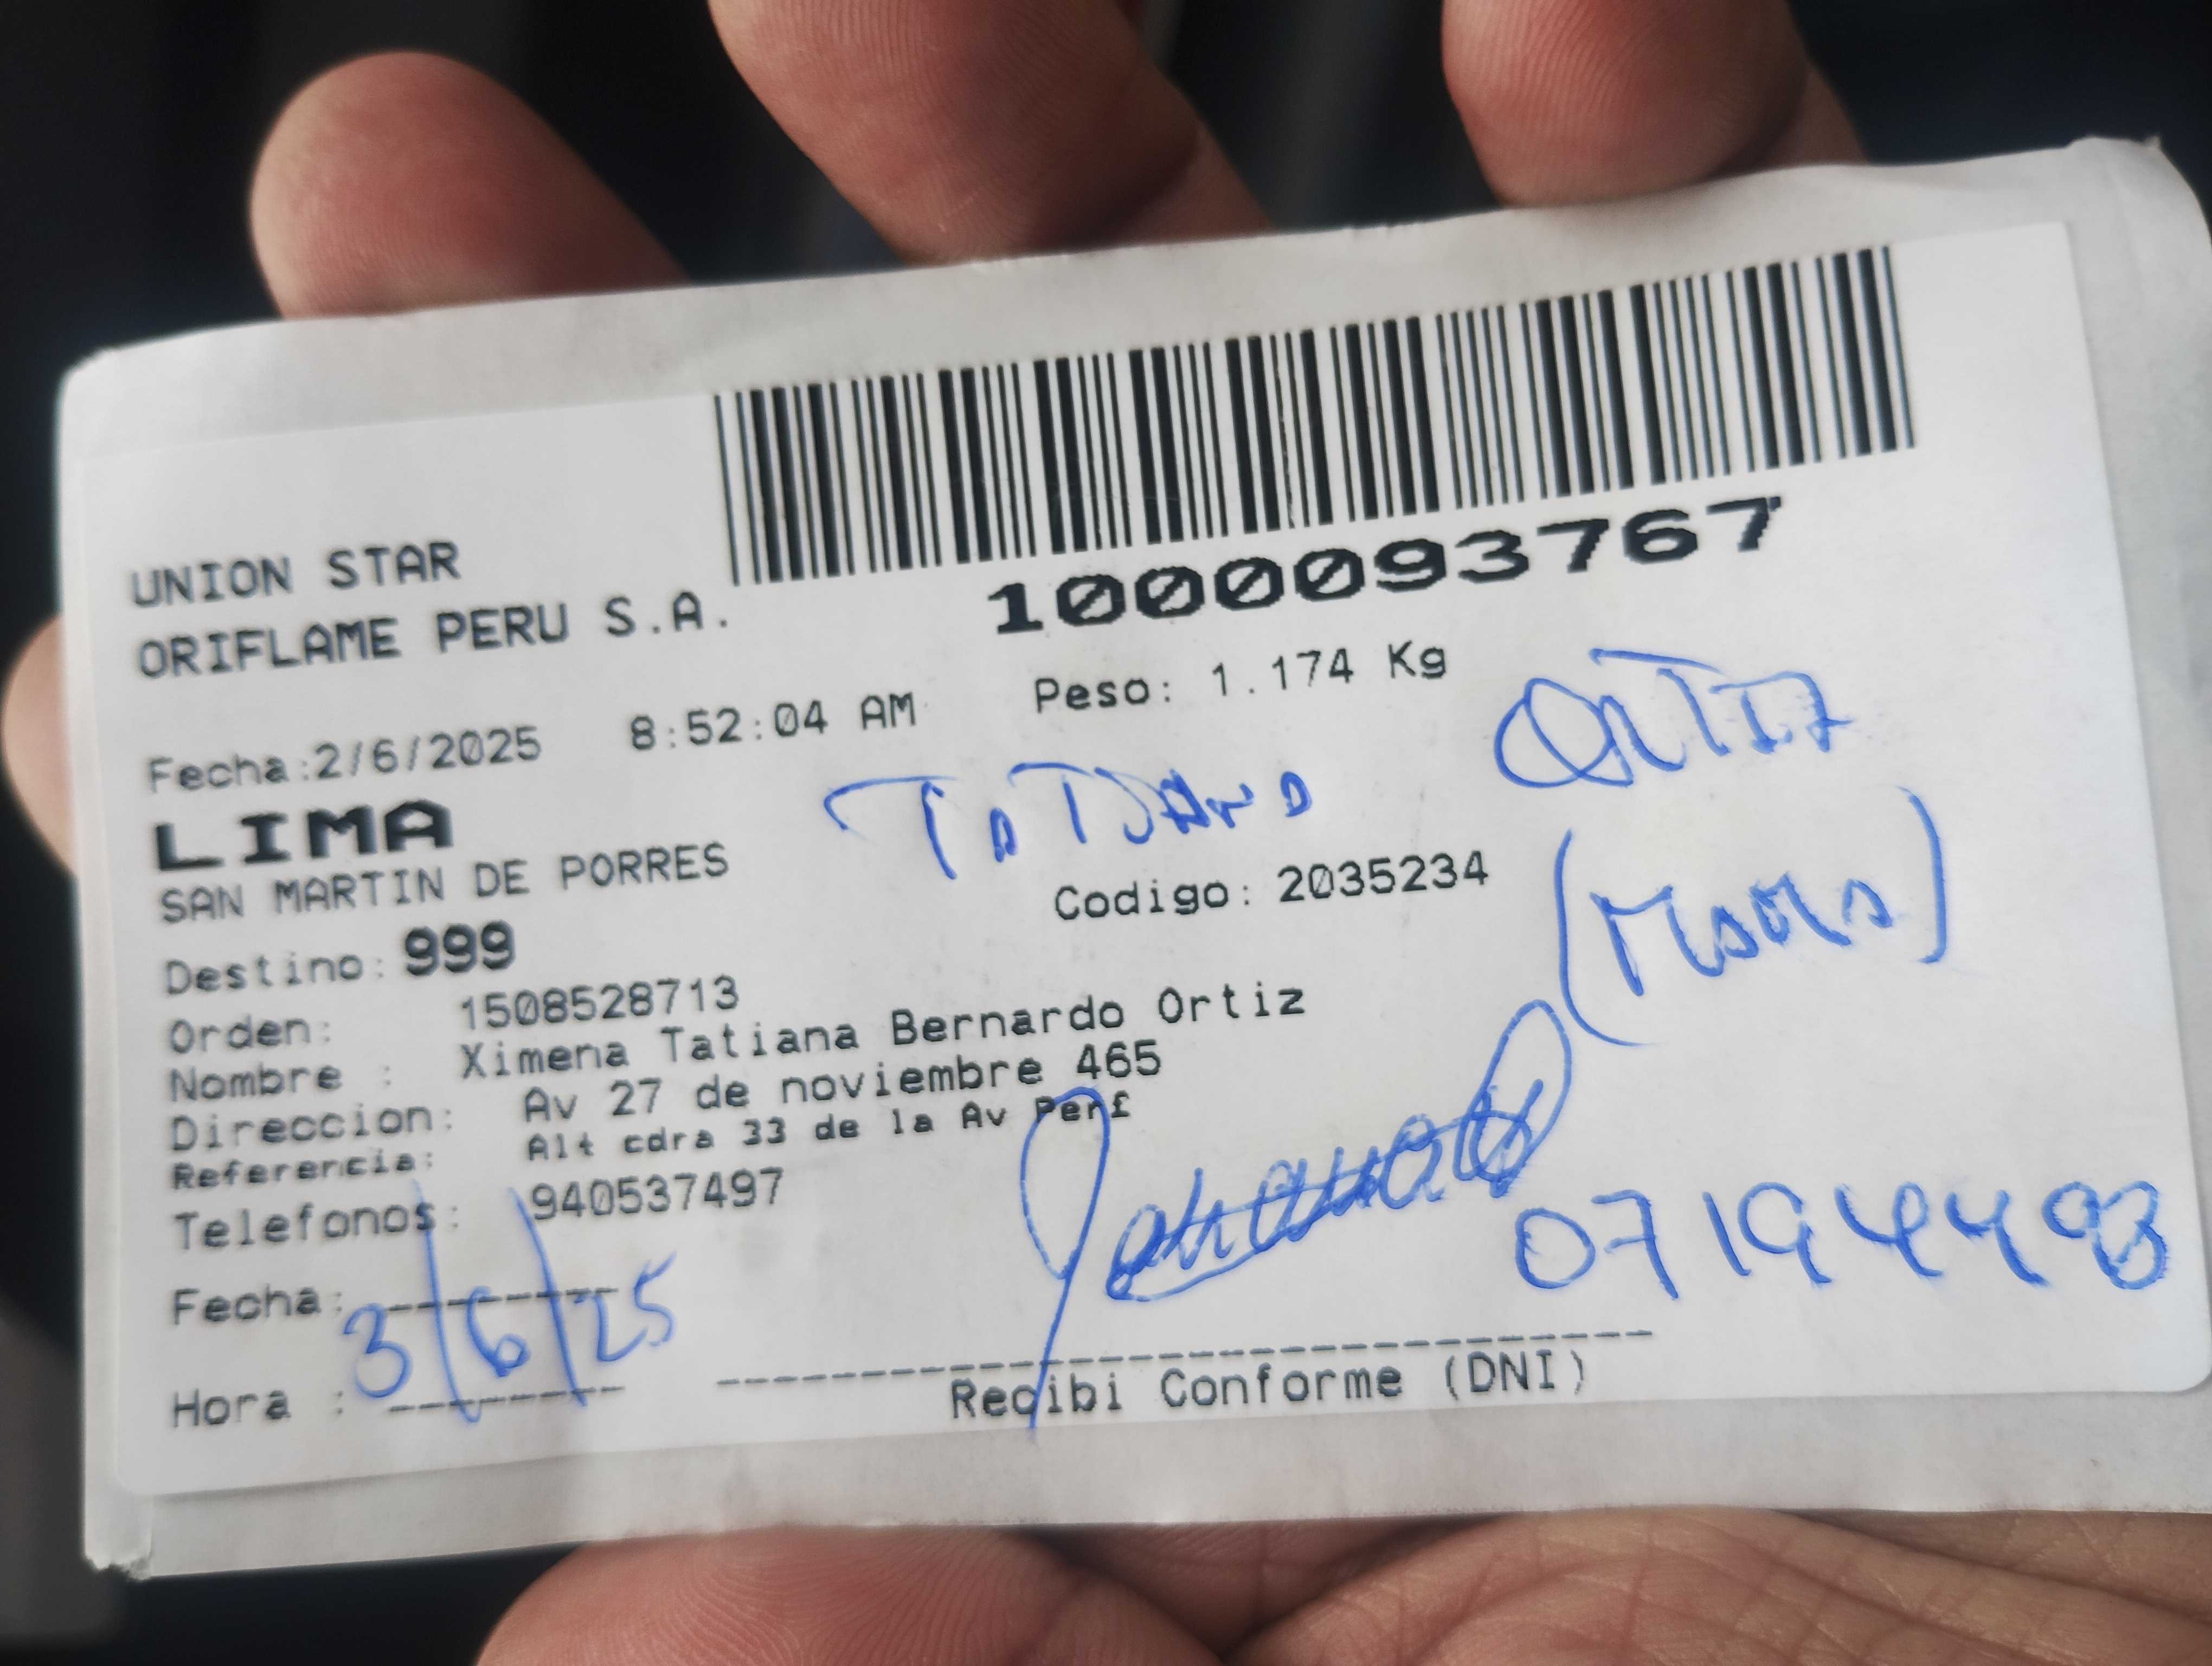 1000093767
UNION STAR
ORIFLAME PERU S.A.
Peso: 1.174 Kg
Fecha:2/6/2025 8:52:04 AM
TATIANA ORTIZ
LIMA
SAN MARTIN DE PORRES
Codigo: 2035234
(MAMA)
Destino: 999
Orden: 1508528713
Nombre : Ximena Tatiana Bernardo Ortiz
Direccion: Av 27 de noviembre 465
Referencia: Alt cdra 33 de la Av Perf
Telefonos: 940537497
Fecha: 3/6/25
Hora :
Recibi Conforme (DNI)